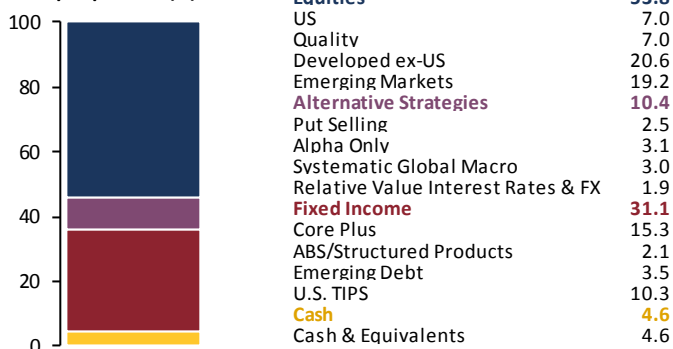 100
80
60
40
20
0
Equities 53.8
US 7.0
Quality 7.0
Developed ex-US 20.6
Emerging Markets 19.2
Alternative Strategies 10.4
Put Selling 2.5
Alpha Only 3.1
Systematic Global Macro 3.0
Relative Value Interest Rates & FX 1.9
Fixed Income 31.1
Core Plus 15.3
ABS/Structured Products 2.1
Emerging Debt 3.5
U.S. TIPS 10.3
Cash 4.6
Cash & Equivalents 4.6